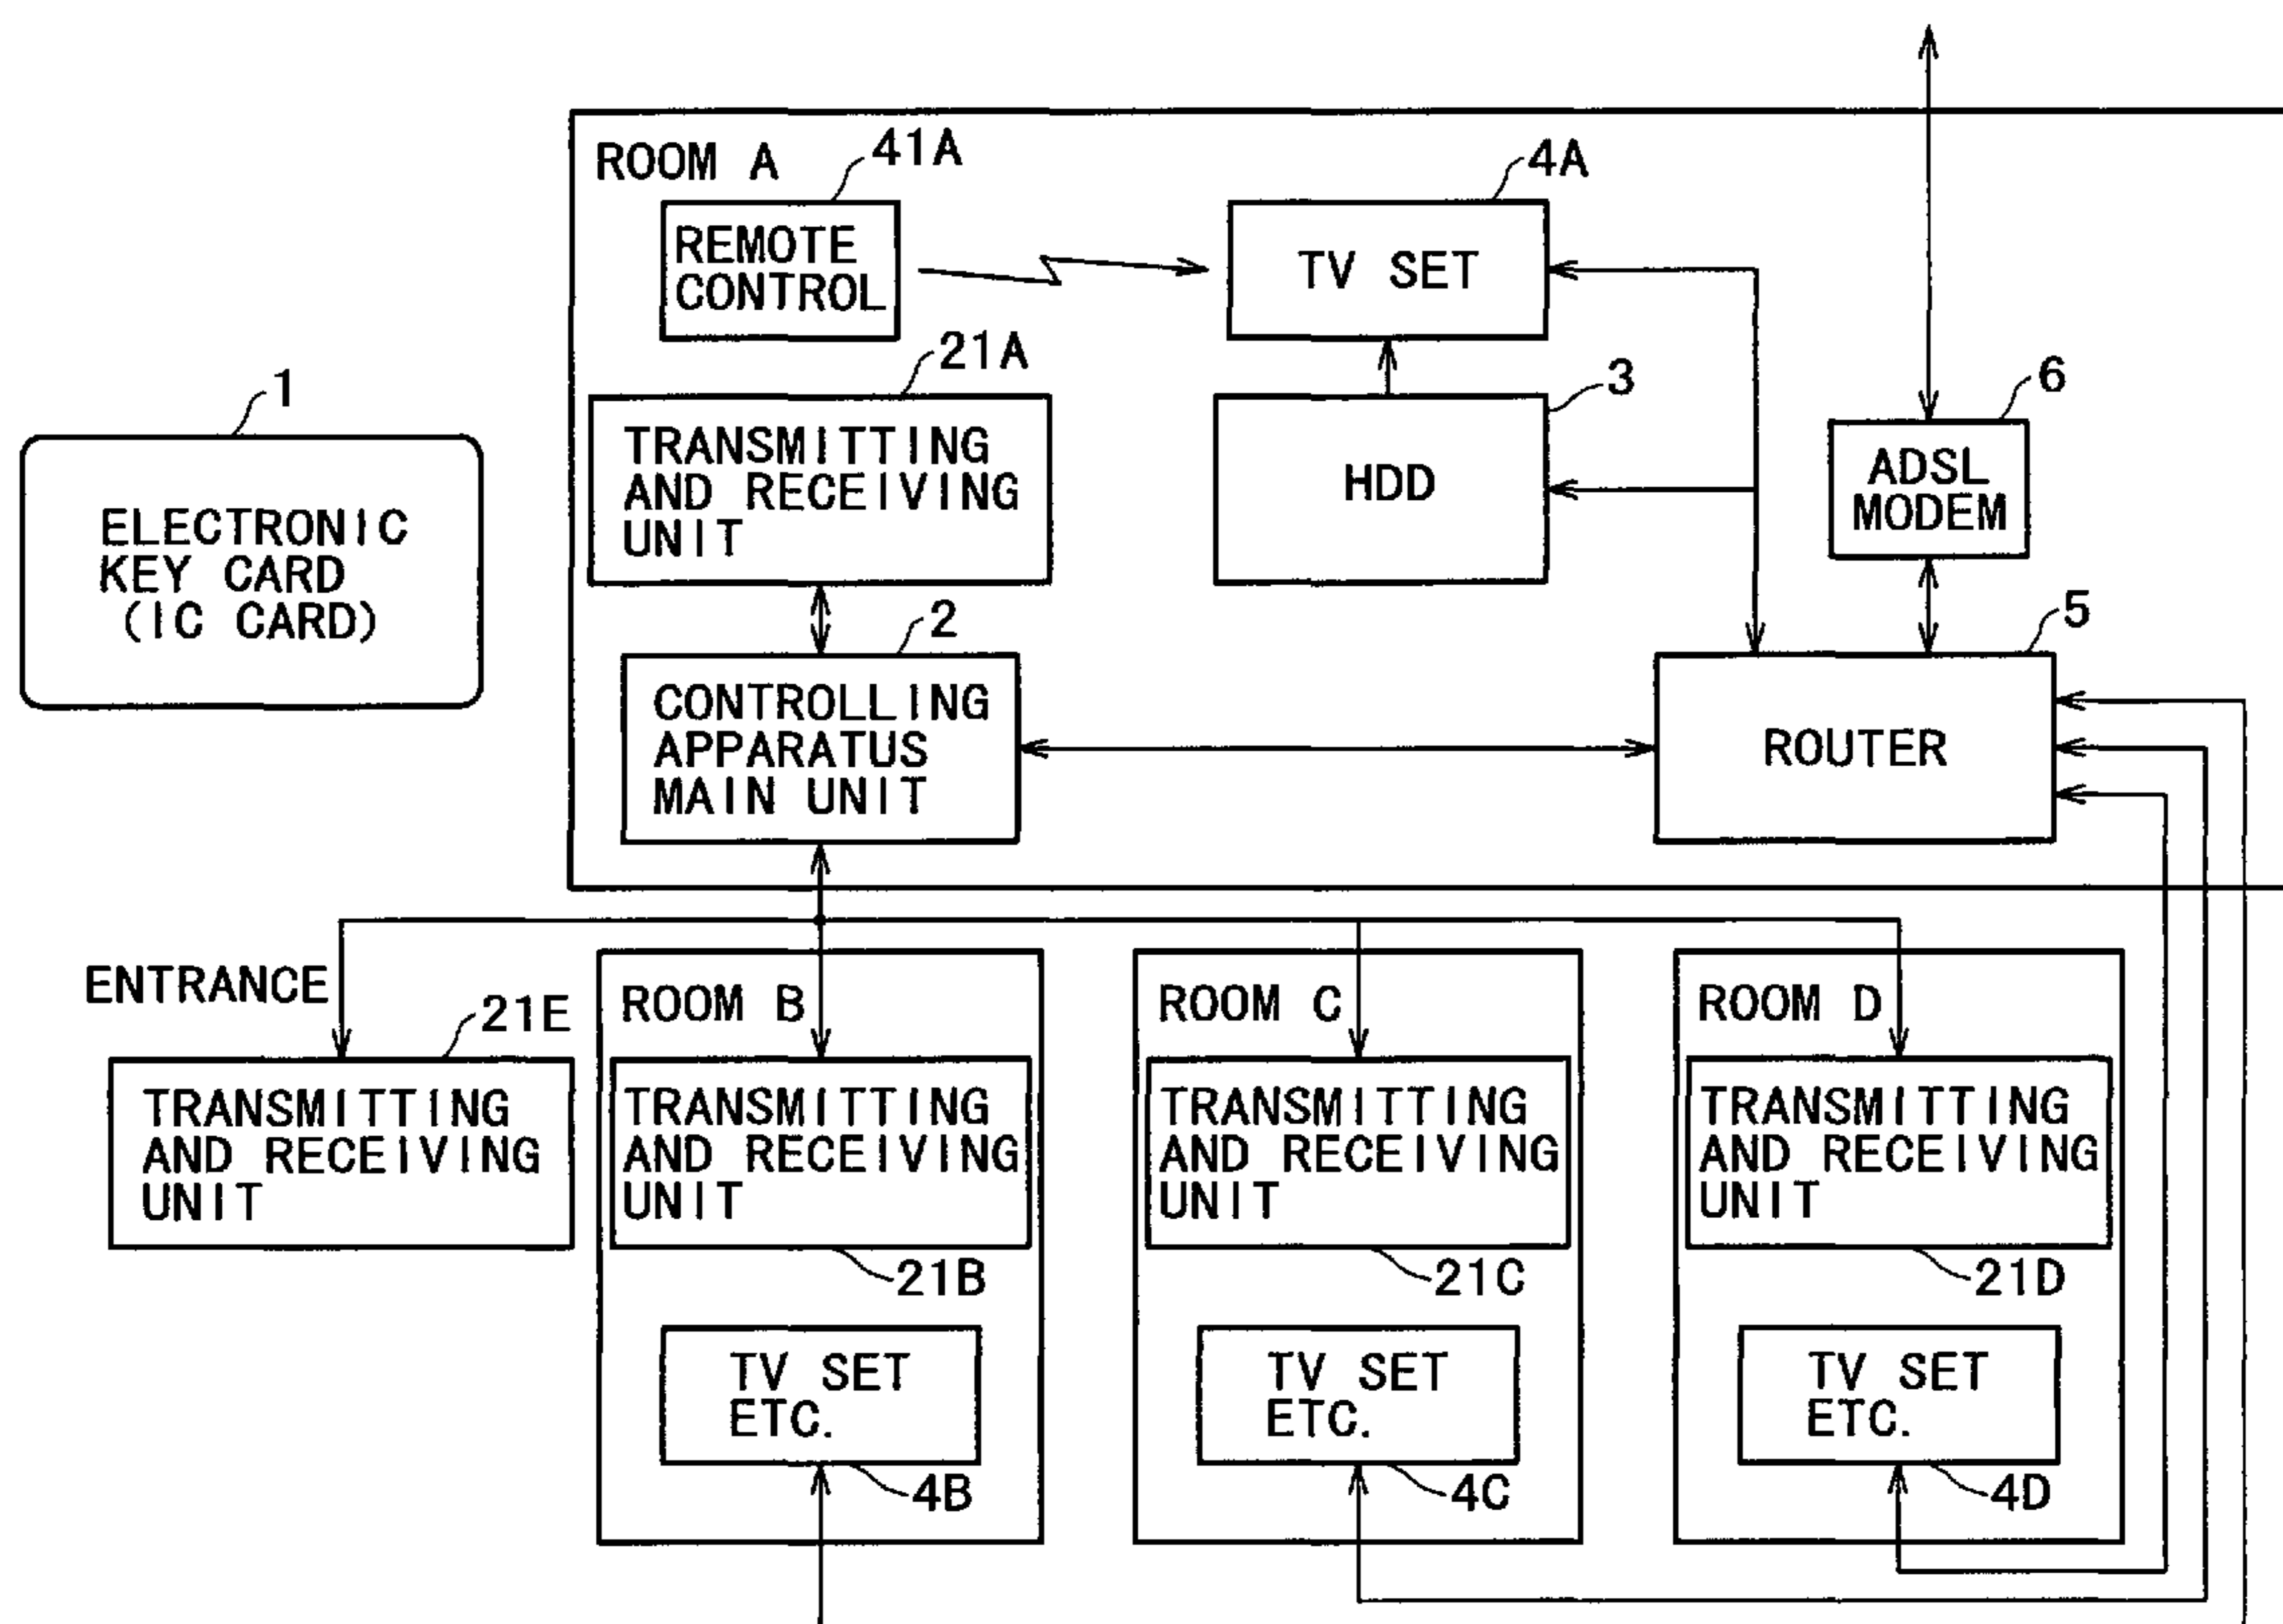 ROOM A
41A
REMOTE
CONTROL
4A
TV SET
21A
TRANSMITTING
AND RECEIVING
UNIT
3
HDD
6
ADSL
MODEM
1
ELECTRONIC
KEY CARD
(IC CARD)
2
CONTROLLING
APPARATUS
MAIN UNIT
5
ROUTER
ENTRANCE
21E
TRANSMITTING
AND RECEIVING
UNIT
ROOM B
TRANSMITTING
AND RECEIVING
UNIT
21B
TV SET
ETC.
4B
ROOM C
TRANSMITTING
AND RECEIVING
UNIT
21C
TV SET
ETC.
4C
ROOM D
TRANSMITTING
AND RECEIVING
UNIT
21D
TV SET
ETC.
4D